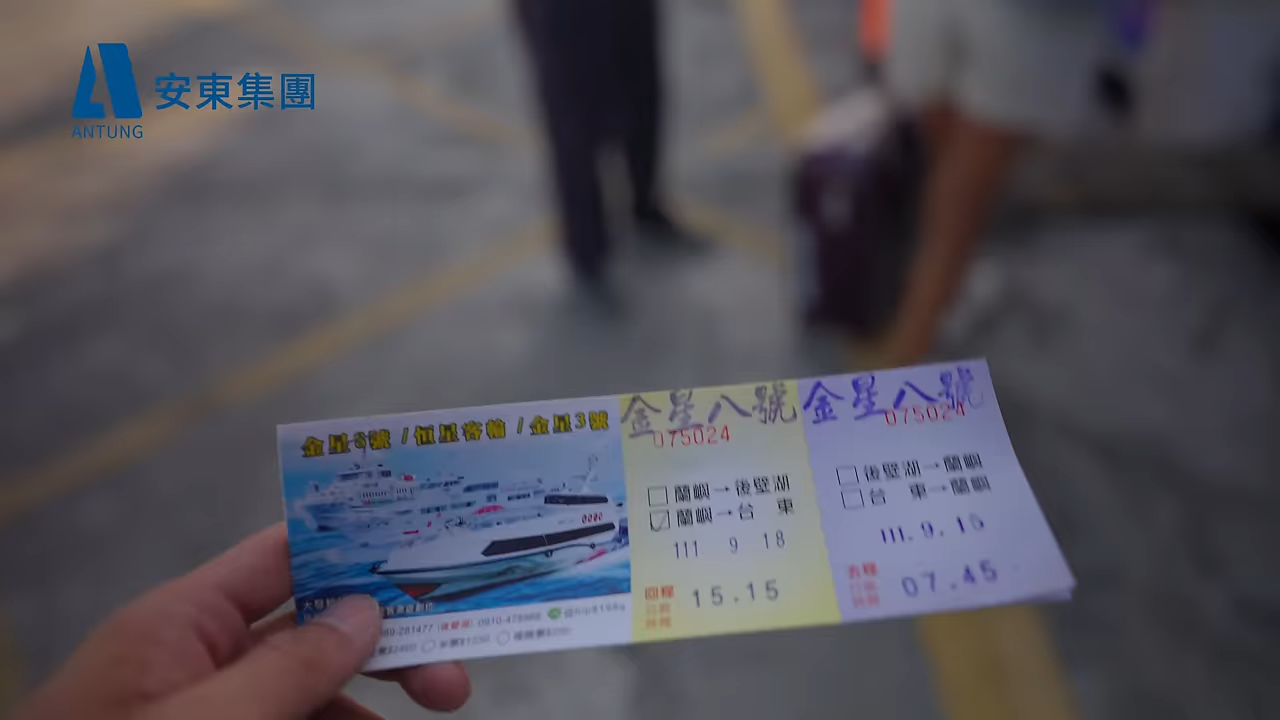 安東集團
ANTUNG
金星8號 / 恒星客輪 / 金星3號
金星八號
075024
□ 蘭嶼→後壁湖
☑ 蘭嶼→台 東
111 9 18
回程
15.15
金星八號
075024
□ 後壁湖→蘭嶼
□ 台 東→蘭嶼
111.9.15
去程
07.45
0910-478988